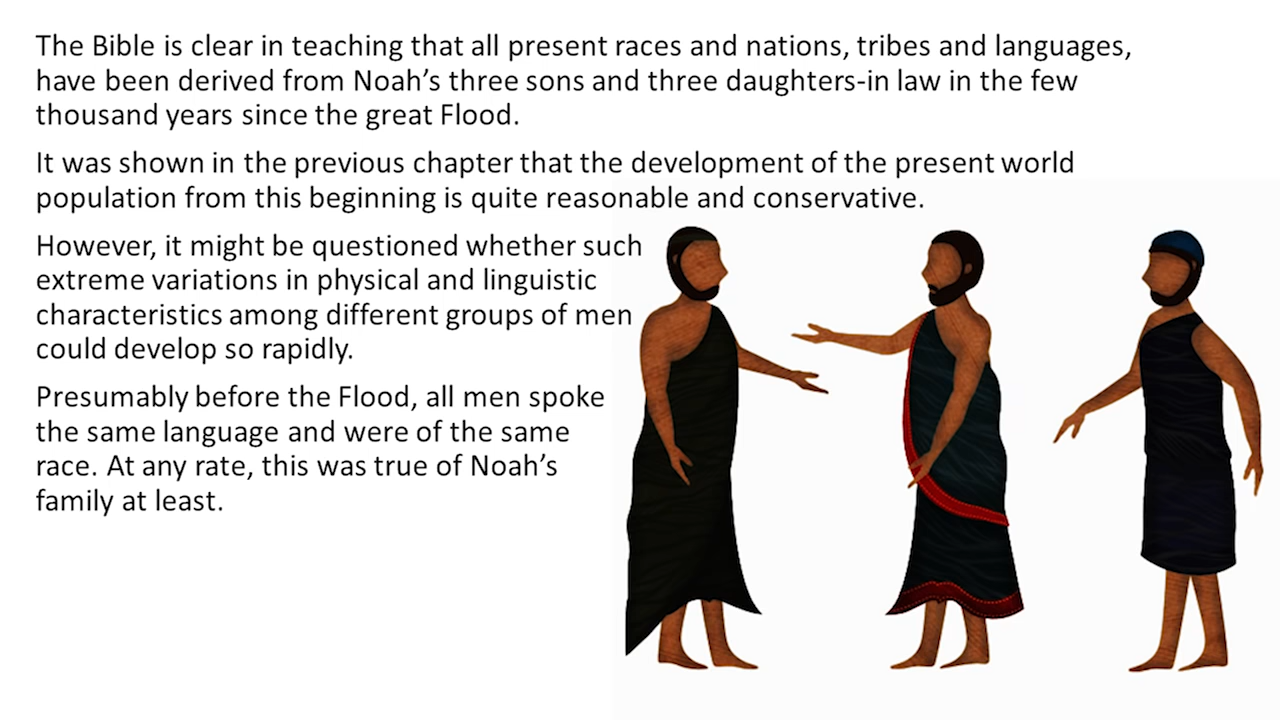 The Bible is clear in teaching that all present races and nations, tribes and languages,
have been derived from Noah’s three sons and three daughters-in law in the few
thousand years since the great Flood.
It was shown in the previous chapter that the development of the present world
population from this beginning is quite reasonable and conservative.
However, it might be questioned whether such
extreme variations in physical and linguistic
characteristics among different groups of men
could develop so rapidly.
Presumably before the Flood, all men spoke
the same language and were of the same
race. At any rate, this was true of Noah’s
family at least.